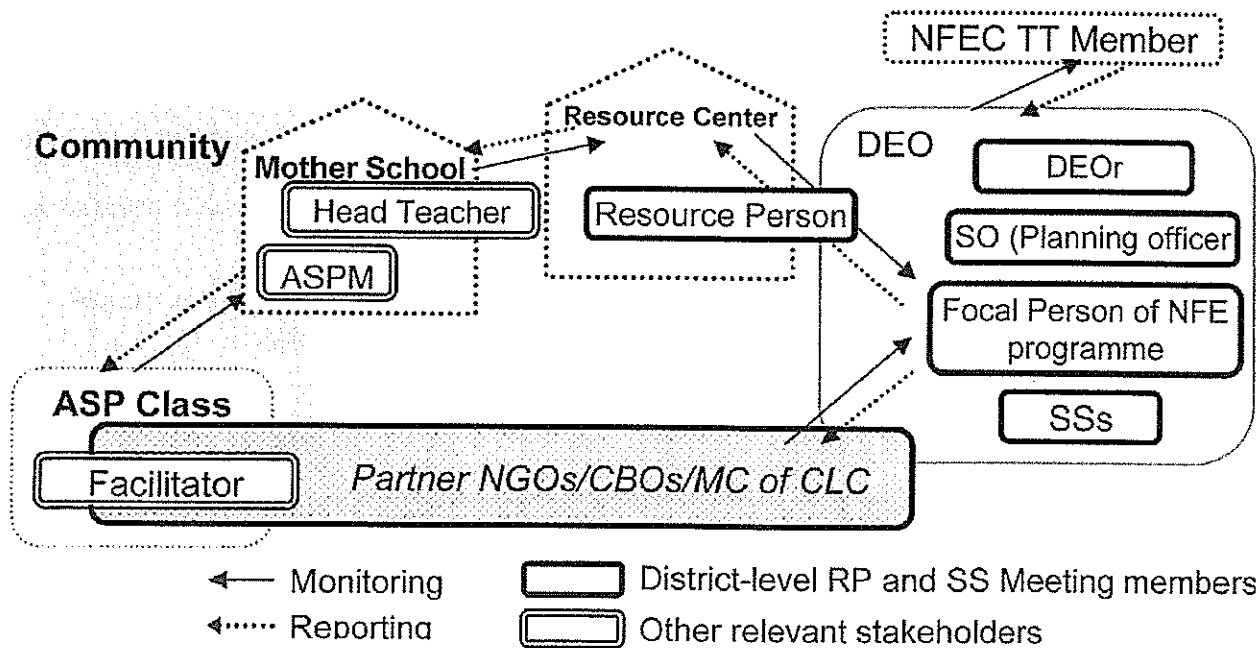 NFEC TT Member
Community
Mother School
Head Teacher
ASPM
Resource Center
Resource Person
DEO
DEOr
SO (Planning officer
Focal Person of NFE
programme
SSs
ASP Class
Facilitator
Partner NGOs/CBOs/MC of CLC
Monitoring
Reporting
District-level RP and SS Meeting members
Other relevant stakeholders